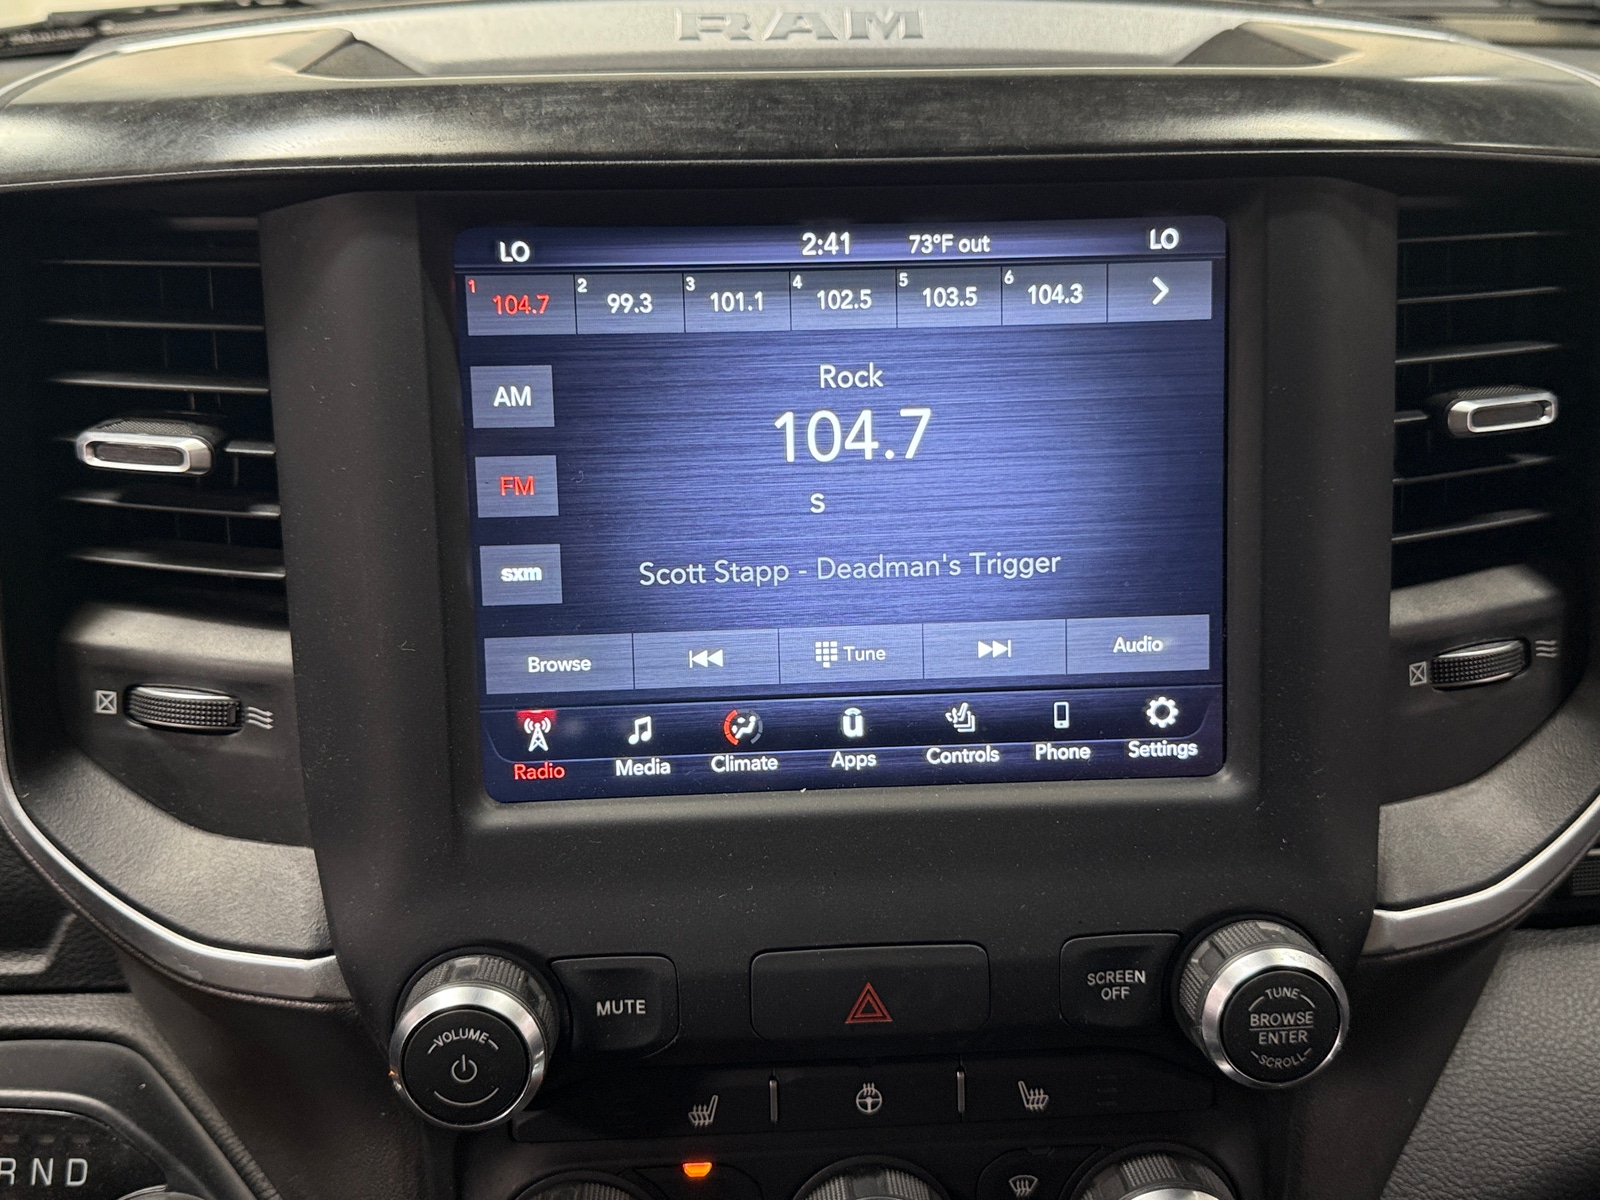 RAM
LO 2:41 73°F out LO
1 104.7 2 99.3 3 101.1 4 102.5 5 103.5 6 104.3
Rock
AM
104.7
FM
S
sxm
Scott Stapp - Deadman's Trigger
Browse Tune Audio
Radio Media Climate Apps Controls Phone Settings
MUTE
SCREEN
OFF
VOLUME
TUNE
BROWSE
ENTER
SCROLL
RND